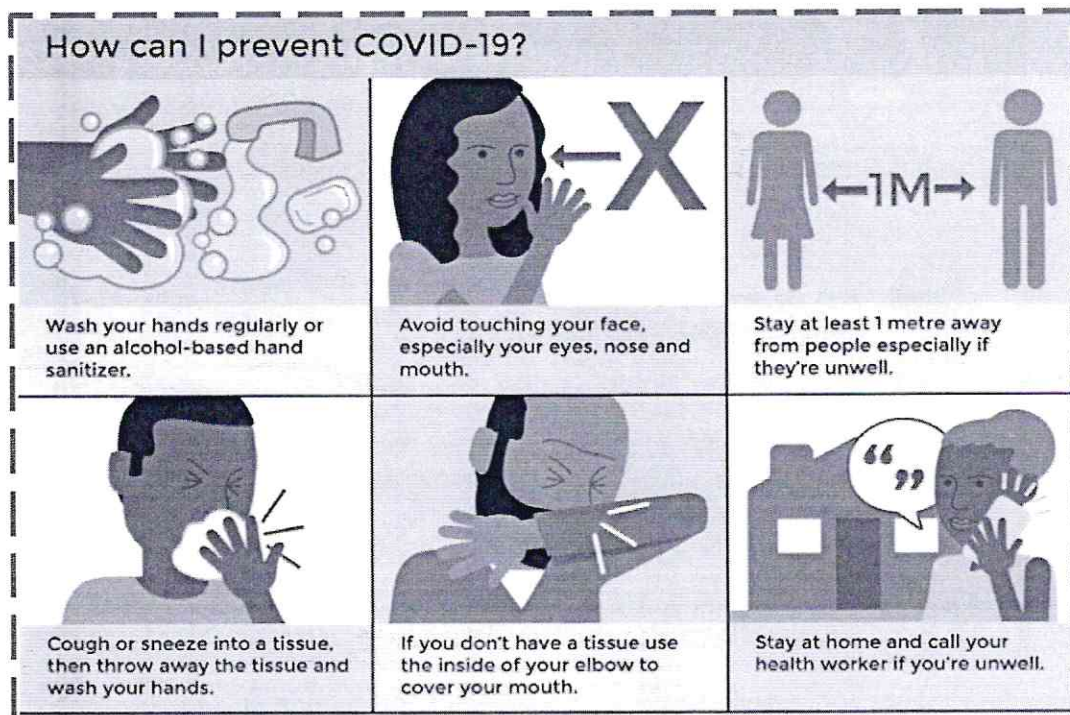 How can I prevent COVID-19?
X
1M
Wash your hands regularly or
use an alcohol-based hand
sanitizer.
Avoid touching your face,
especially your eyes, nose and
mouth.
Stay at least 1 metre away
from people especially if
they're unwell.
“ ”
Cough or sneeze into a tissue,
then throw away the tissue and
wash your hands.
If you don't have a tissue use
the inside of your elbow to
cover your mouth.
Stay at home and call your
health worker if you're unwell.